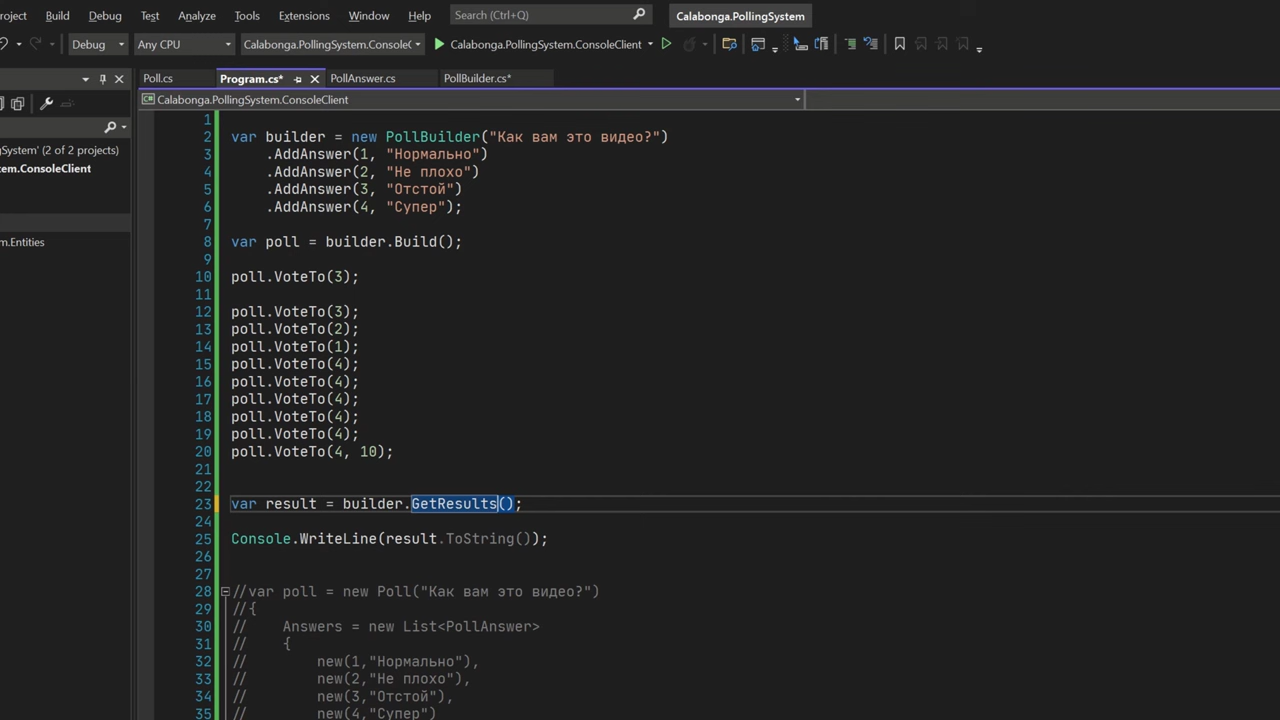 roject Build Debug Test Analyze Tools Extensions Window Help Search (Ctrl+Q) Calabonga.PollingSystem
Debug Any CPU Calabonga.PollingSystem.ConsoleC Calabonga.PollingSystem.ConsoleClient
Poll.cs Program.cs* PollAnswer.cs PollBuilder.cs*
Calabonga.PollingSystem.ConsoleClient
ySystem' (2 of 2 projects)
em.ConsoleClient
m.Entities
1
2 var builder = new PollBuilder("Как вам это видео?")
3 .AddAnswer(1, "Нормально")
4 .AddAnswer(2, "Не плохо")
5 .AddAnswer(3, "Отстой")
6 .AddAnswer(4, "Супер");
7
8 var poll = builder.Build();
9
10 poll.VoteTo(3);
11
12 poll.VoteTo(3);
13 poll.VoteTo(2);
14 poll.VoteTo(1);
15 poll.VoteTo(4);
16 poll.VoteTo(4);
17 poll.VoteTo(4);
18 poll.VoteTo(4);
19 poll.VoteTo(4);
20 poll.VoteTo(4, 10);
21
22
23 var result = builder.GetResults();
24
25 Console.WriteLine(result.ToString());
26
27
28 //var poll = new Poll("Как вам это видео?")
29 //{
30 // Answers = new List<PollAnswer>
31 // {
32 // new(1,"Нормально"),
33 // new(2,"Не плохо"),
34 // new(3,"Отстой"),
35 // new(4,"Супер")